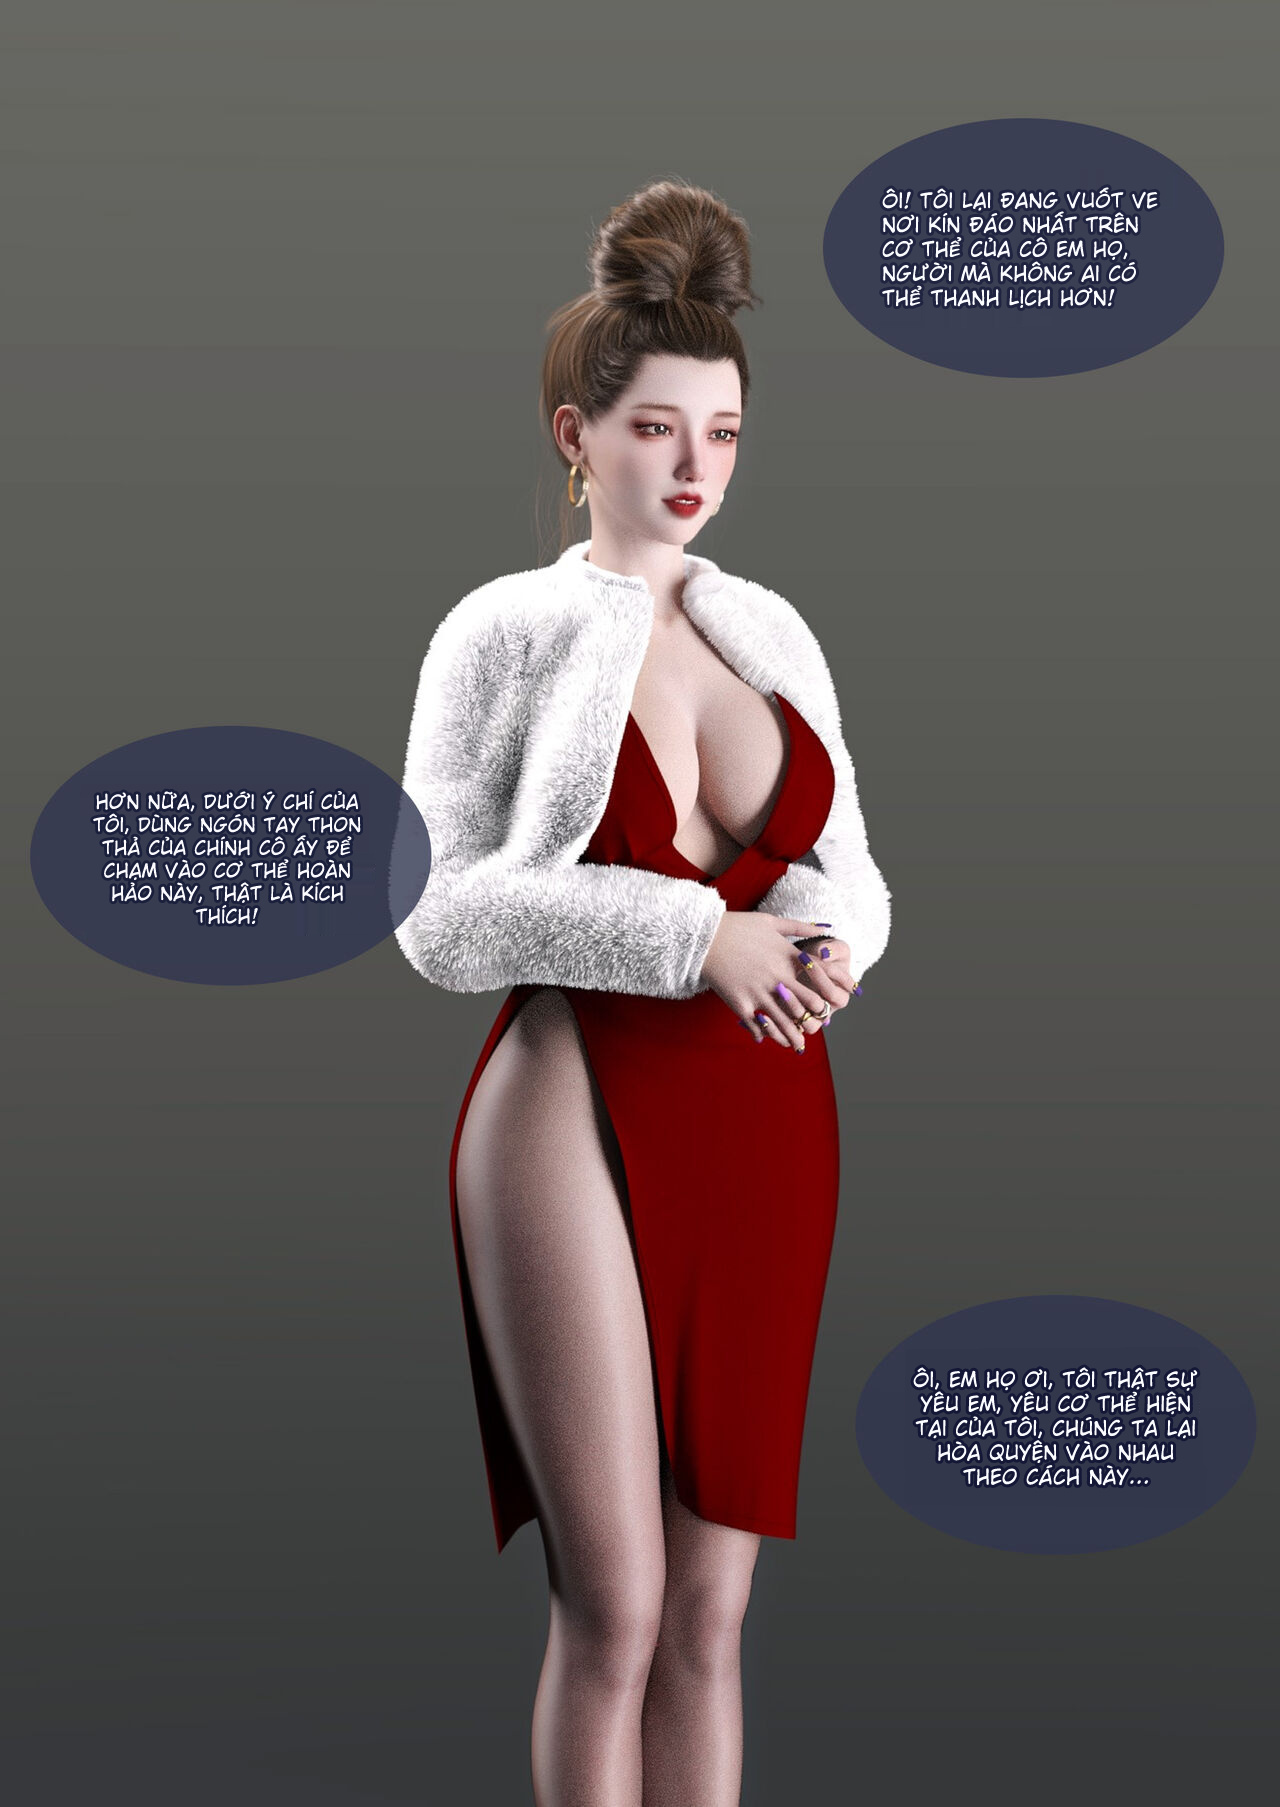 ÔI! TÔI LẠI ĐANG VUỐT VE
NƠI KÍN ĐÁO NHẤT TRÊN
CƠ THỂ CỦA CÔ EM HỌ,
NGƯỜI MÀ KHÔNG AI CÓ
THỂ THANH LỊCH HƠN!
HƠN NỮA, DƯỚI Ý CHÍ CỦA
TÔI, DÙNG NGÓN TAY THON
THẢ CỦA CHÍNH CÔ ẤY ĐỂ
CHẠM VÀO CƠ THỂ HOÀN
HẢO NÀY, THẬT LÀ KÍCH
THÍCH!
ÔI, EM HỌ ƠI, TÔI THẬT SỰ
YÊU EM, YÊU CƠ THỂ HIỆN
TẠI CỦA TÔI, CHÚNG TA LẠI
HÒA QUYỆN VÀO NHAU
THEO CÁCH NÀY...